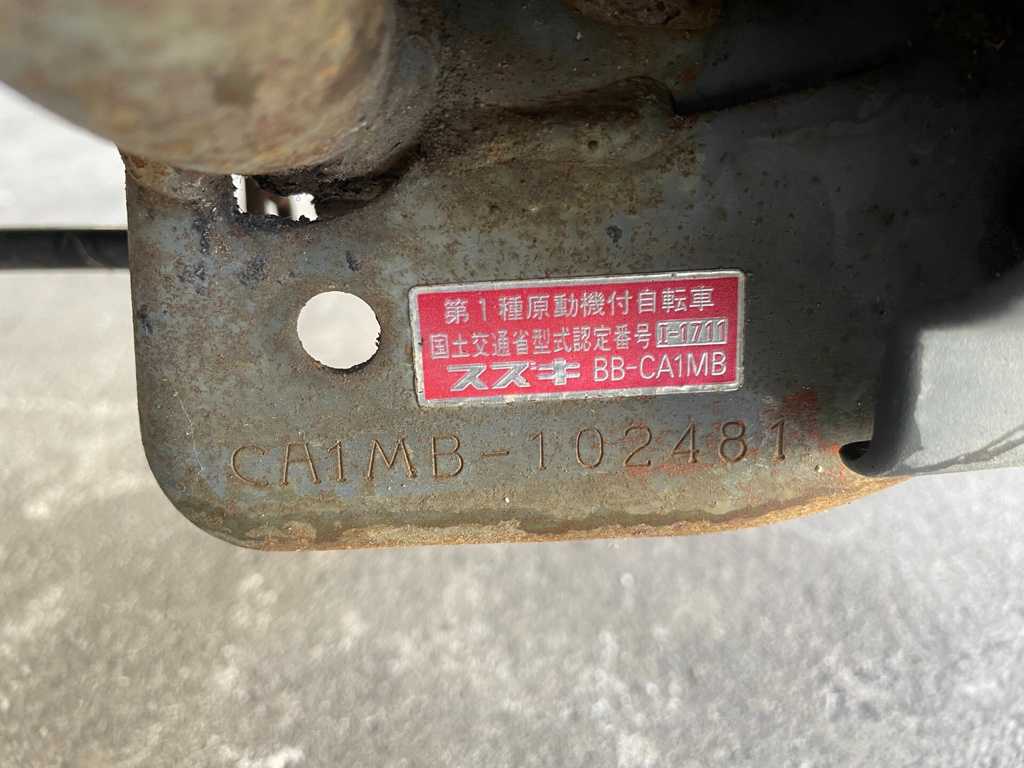 第1種原動機付自転車
国土交通省型式認定番号 I-1711
スズキ BB-CA1MB
CA1MB-102481